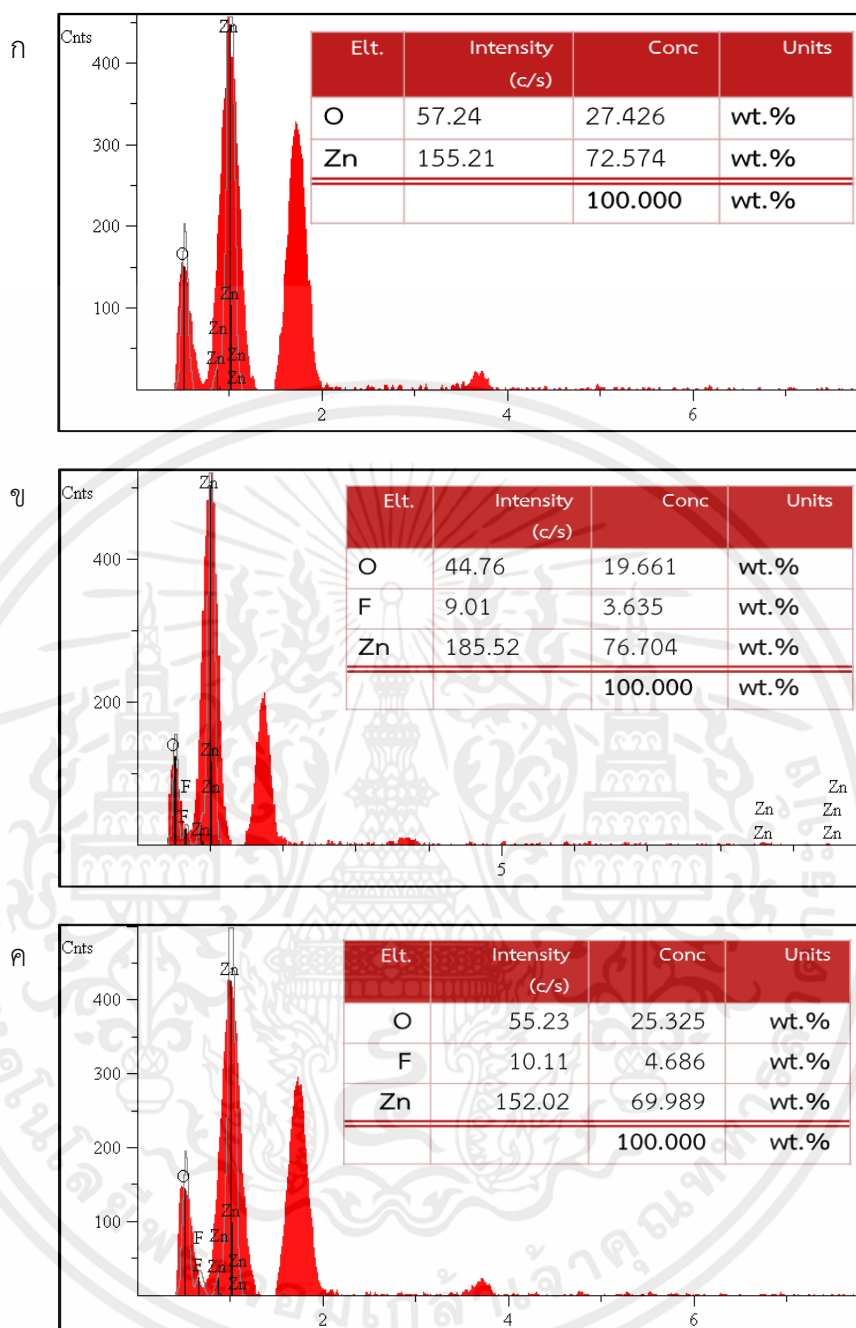 ก
Cnts
Zn
400
300
200
100
O
Zn
Zn
Zn
Zn
Zn
2
4
6
Elt. Intensity (c/s) Conc Units
O 57.24 27.426 wt.%
Zn 155.21 72.574 wt.%
100.000 wt.%
ข
Cnts
Zn
400
200
O
F
F
Zn
Zn
Zn
5
Zn
Zn
Zn
Zn
Zn
Elt. Intensity (c/s) Conc Units
O 44.76 19.661 wt.%
F 9.01 3.635 wt.%
Zn 185.52 76.704 wt.%
100.000 wt.%
ค
Cnts
Zn
400
300
200
100
O
F
F
Zn
Zn
Zn
Zn
Zn
2
4
6
Elt. Intensity (c/s) Conc Units
O 55.23 25.325 wt.%
F 10.11 4.686 wt.%
Zn 152.02 69.989 wt.%
100.000 wt.%